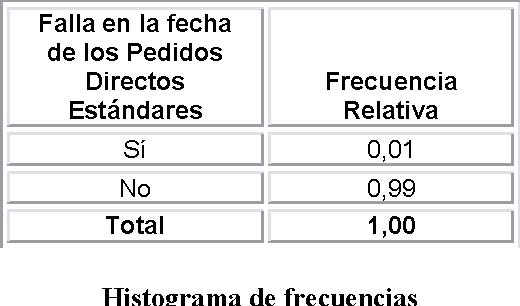 Falla en la fecha
de los Pedidos
Directos
Estándares
Frecuencia
Relativa
Sí 0,01
No 0,99
Total 1,00
Histograma de frecuencias